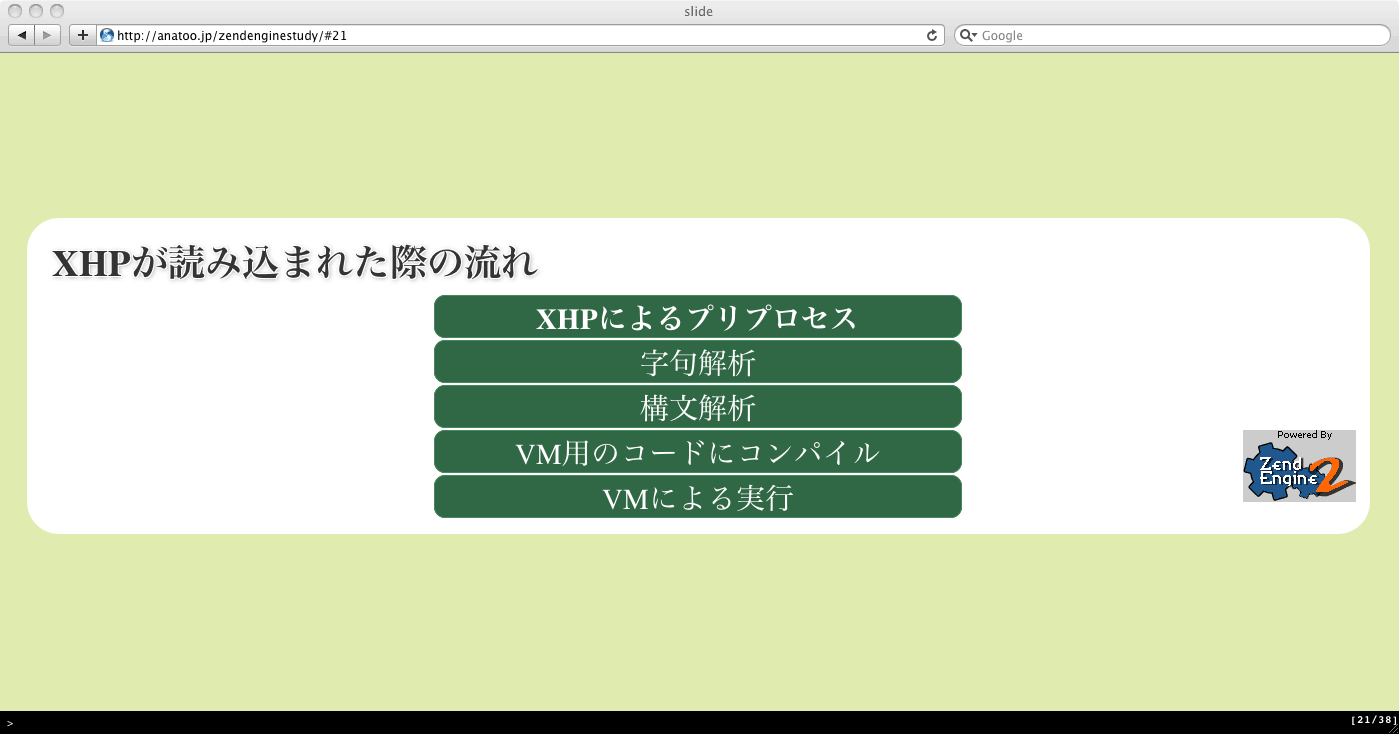 slide
http://anatoo.jp/zendenginestudy/#21
Google
XHPが読み込まれた際の流れ
XHPによるプリプロセス
字句解析
構文解析
VM用のコードにコンパイル
VMによる実行
Powered By
Zend
Engine 2
>
[21/38]